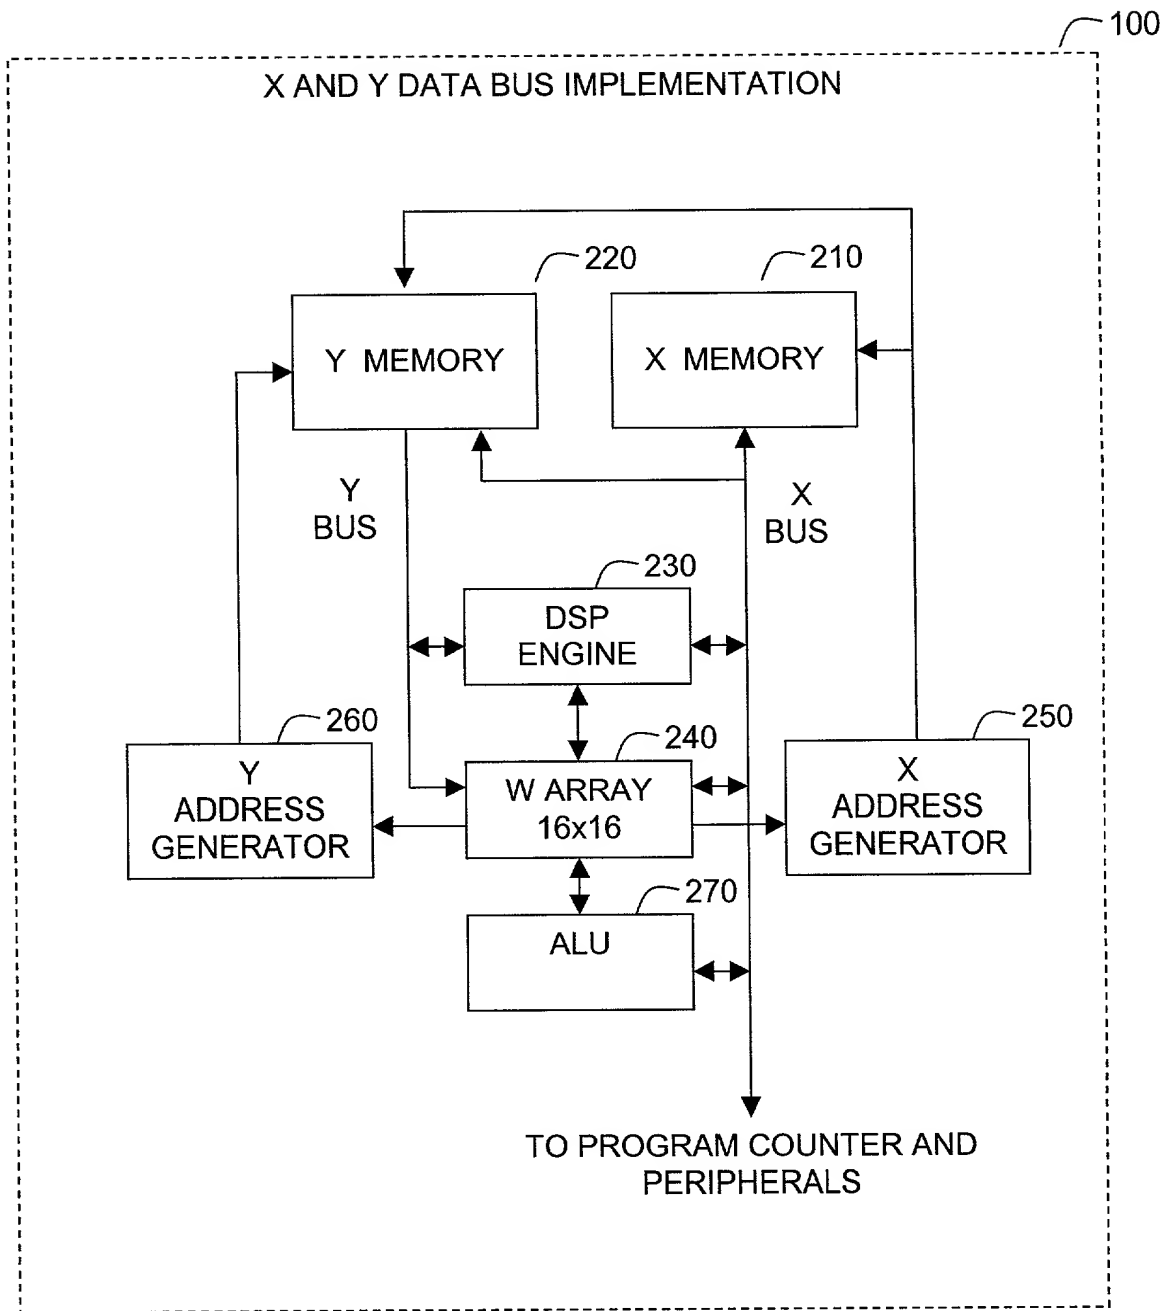 100
X AND Y DATA BUS IMPLEMENTATION
220
210
Y MEMORY
X MEMORY
Y
BUS
X
BUS
230
DSP
ENGINE
260
240
250
Y
ADDRESS
GENERATOR
W ARRAY
16x16
X
ADDRESS
GENERATOR
270
ALU
TO PROGRAM COUNTER AND
PERIPHERALS